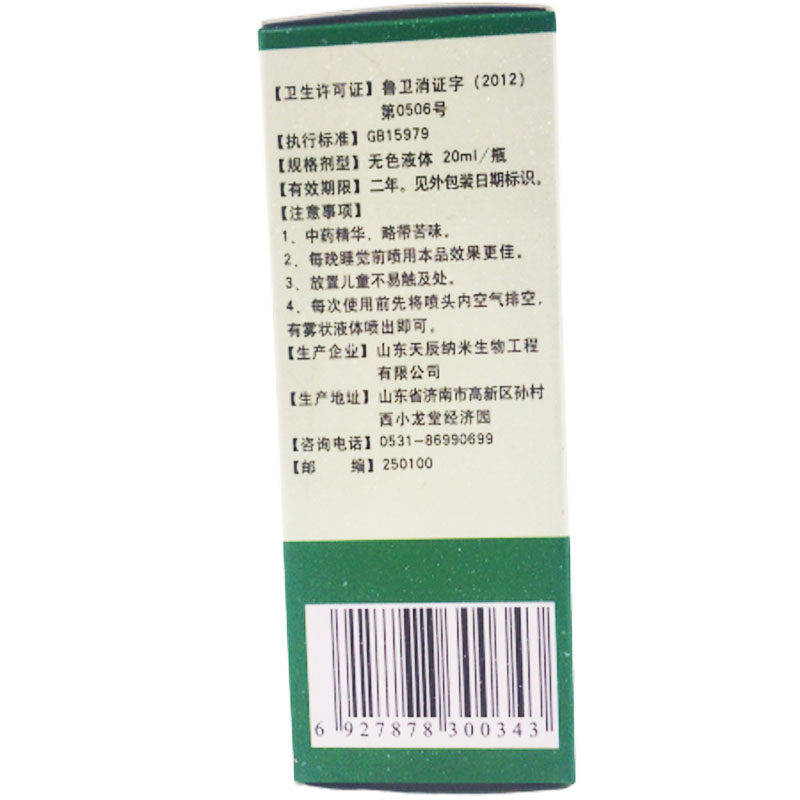 【卫生许可证】鲁卫消证字（2012）
第0506号
【执行标准】GB15979
【规格剂型】无色液体 20ml/瓶
【有效期限】二年。见外包装日期标识。
【注意事项】
1、中药精华，略带苦味。
2、每晚睡觉前喷用本品效果更佳。
3、放置儿童不易触及处。
4、每次使用前先将喷头内空气排空，
有雾状液体喷出即可。
【生产企业】山东天辰纳米生物工程
有限公司
【生产地址】山东省济南市高新区孙村
西小龙堂经济园
【咨询电话】0531-86990699
【邮　　编】250100
6 927878 300343